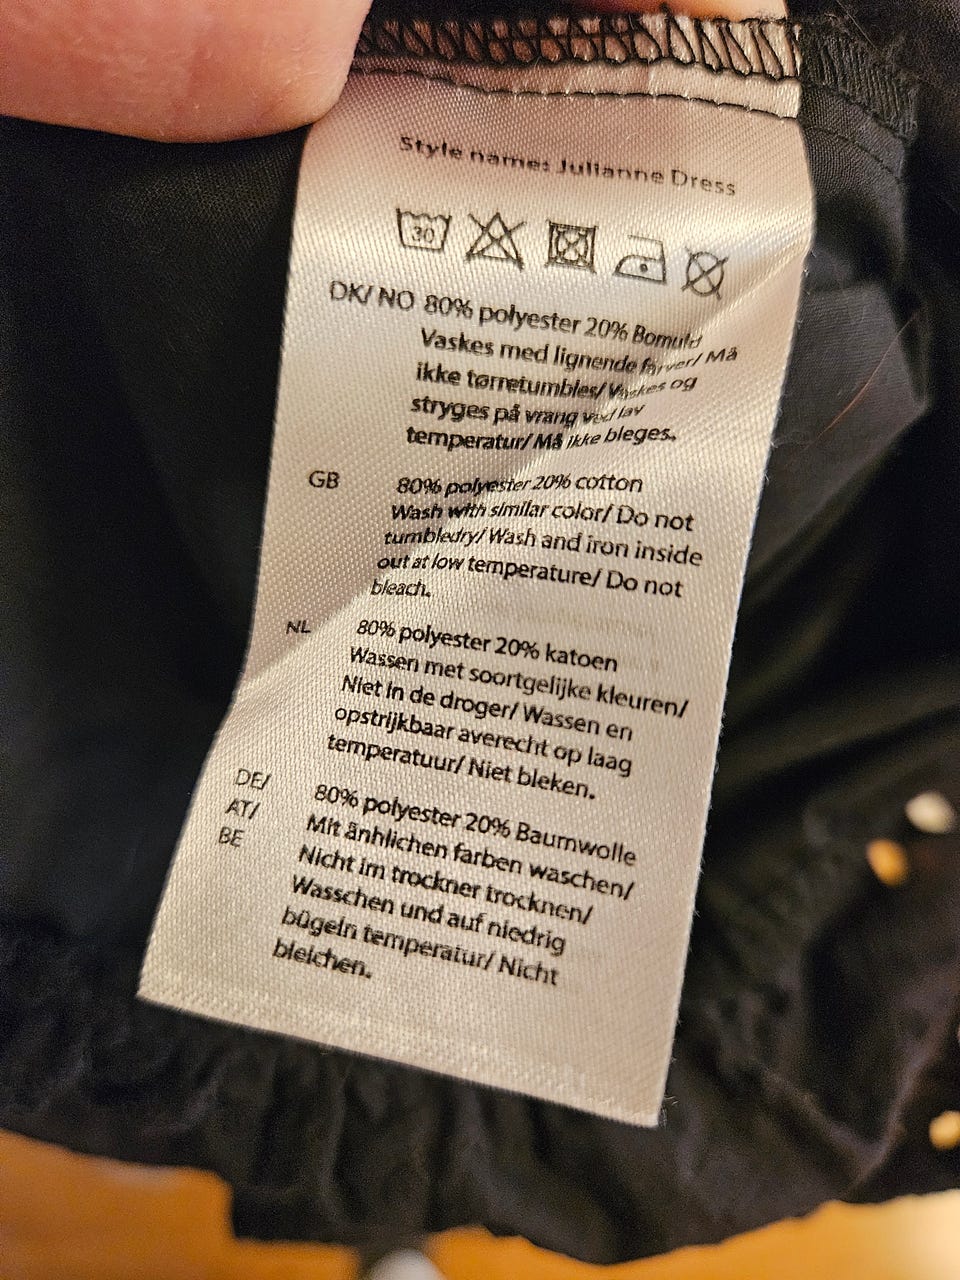 Style name: Julianne Dress
30
DK/ NO 80% polyester 20% Bomuld
Vaskes med lignende farver/ Må
ikke tørretumbles/ Vaskes og
stryges på vrang ved lav
temperatur/ Må ikke bleges.
GB 80% polyester 20% cotton
Wash with similar color/ Do not
tumbledry/ Wash and iron inside
out at low temperature/ Do not
bleach.
NL 80% polyester 20% katoen
Wassen met soortgelijke kleuren/
Niet in de droger/ Wassen en
opstrijkbaar averecht op laag
temperatuur/ Niet bleken.
DE/ 80% polyester 20% Baumwolle
AT/ Mit änhlichen farben waschen/
BE Nicht im trockner trocknen/
Wasschen und auf niedrig
bügeln temperatur/ Nicht
bleichen.